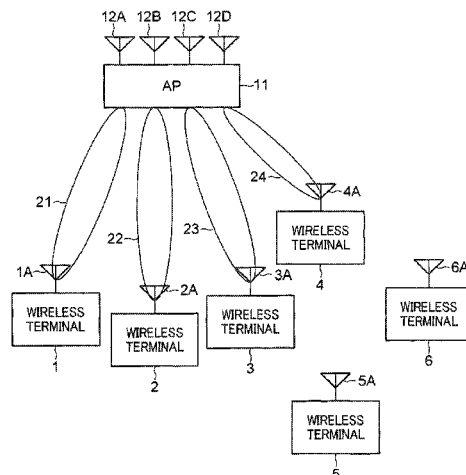 12A 12B 12C 12D
AP
11
21
22
23
24
4A
WIRELESS
TERMINAL
4
1A
2A
3A
6A
WIRELESS
TERMINAL
1
WIRELESS
TERMINAL
2
WIRELESS
TERMINAL
3
WIRELESS
TERMINAL
6
5A
WIRELESS
TERMINAL
5